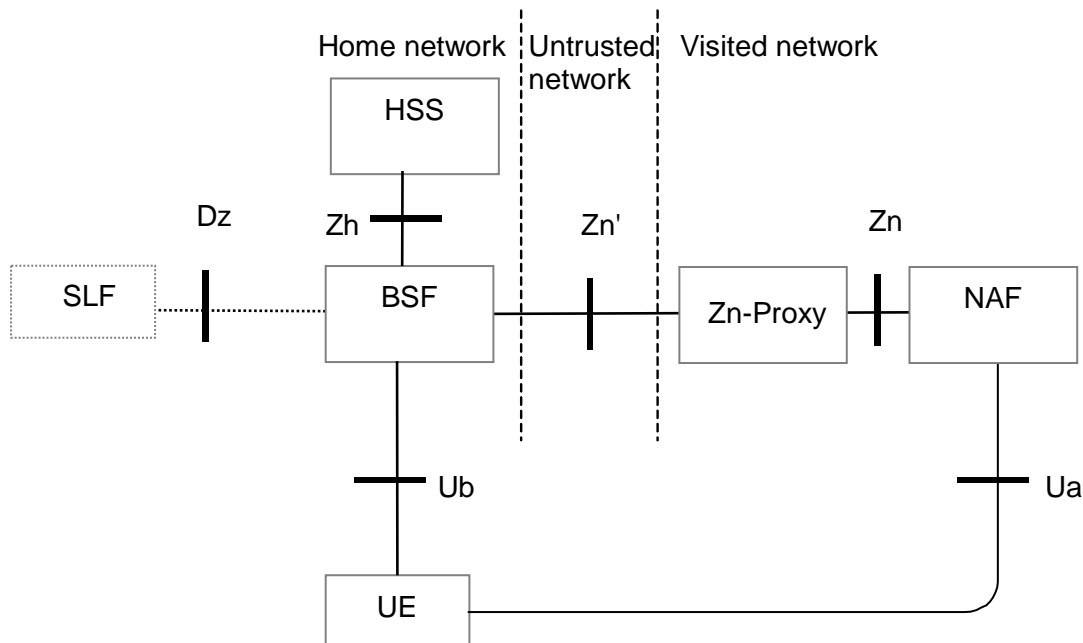 Home network
Untrusted
network
Visited network
HSS
Dz
Zh
Zn'
Zn
SLF
BSF
Zn-Proxy
NAF
Ub
Ua
UE